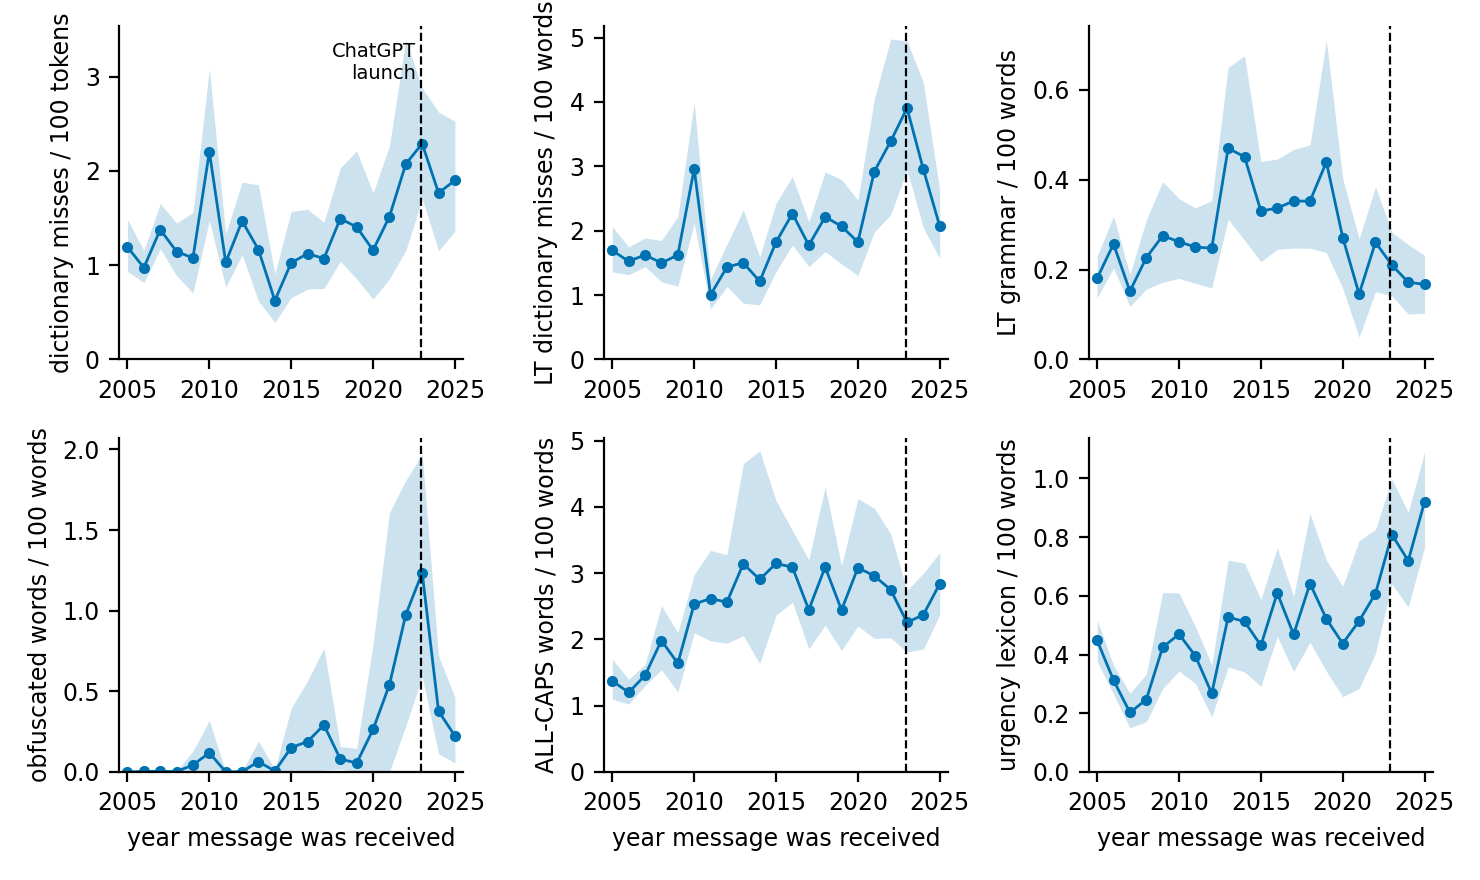 dictionary misses / 100 tokens
3
2
1
0
ChatGPT
launch
2005 2010 2015 2020 2025
LT dictionary misses / 100 words
5
4
3
2
1
0
2005 2010 2015 2020 2025
LT grammar / 100 words
0.6
0.4
0.2
0.0
2005 2010 2015 2020 2025
obfuscated words / 100 words
2.0
1.5
1.0
0.5
0.0
2005 2010 2015 2020 2025
year message was received
ALL-CAPS words / 100 words
5
4
3
2
1
0
2005 2010 2015 2020 2025
year message was received
urgency lexicon / 100 words
1.0
0.8
0.6
0.4
0.2
0.0
2005 2010 2015 2020 2025
year message was received